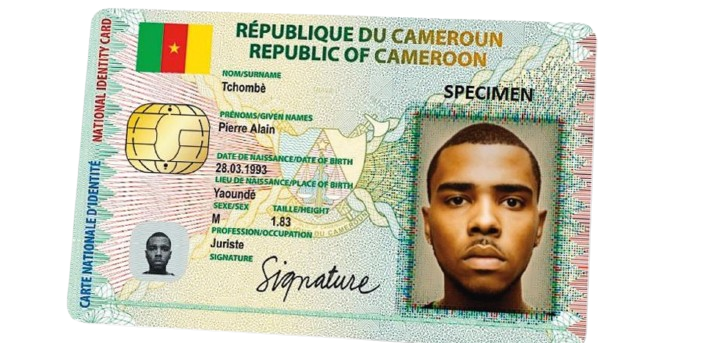 RÉPUBLIQUE DU CAMEROUN
REPUBLIC OF CAMEROON
NATIONAL IDENTITY CARD
CARTE NATIONALE D'IDENTITÉ
NOM/SURNAME
Tchombè
SPECIMEN
PRÉNOMS/GIVEN NAMES
Pierre Alain
DATE DE NAISSANCE/DATE OF BIRTH
28.03.1993
LIEU DE NAISSANCE/PLACE OF BIRTH
Yaoundé
SEXE/SEX
TAILLE/HEIGHT
M
1.83
PROFESSION/OCCUPATION
Juriste
SIGNATURE
Signature